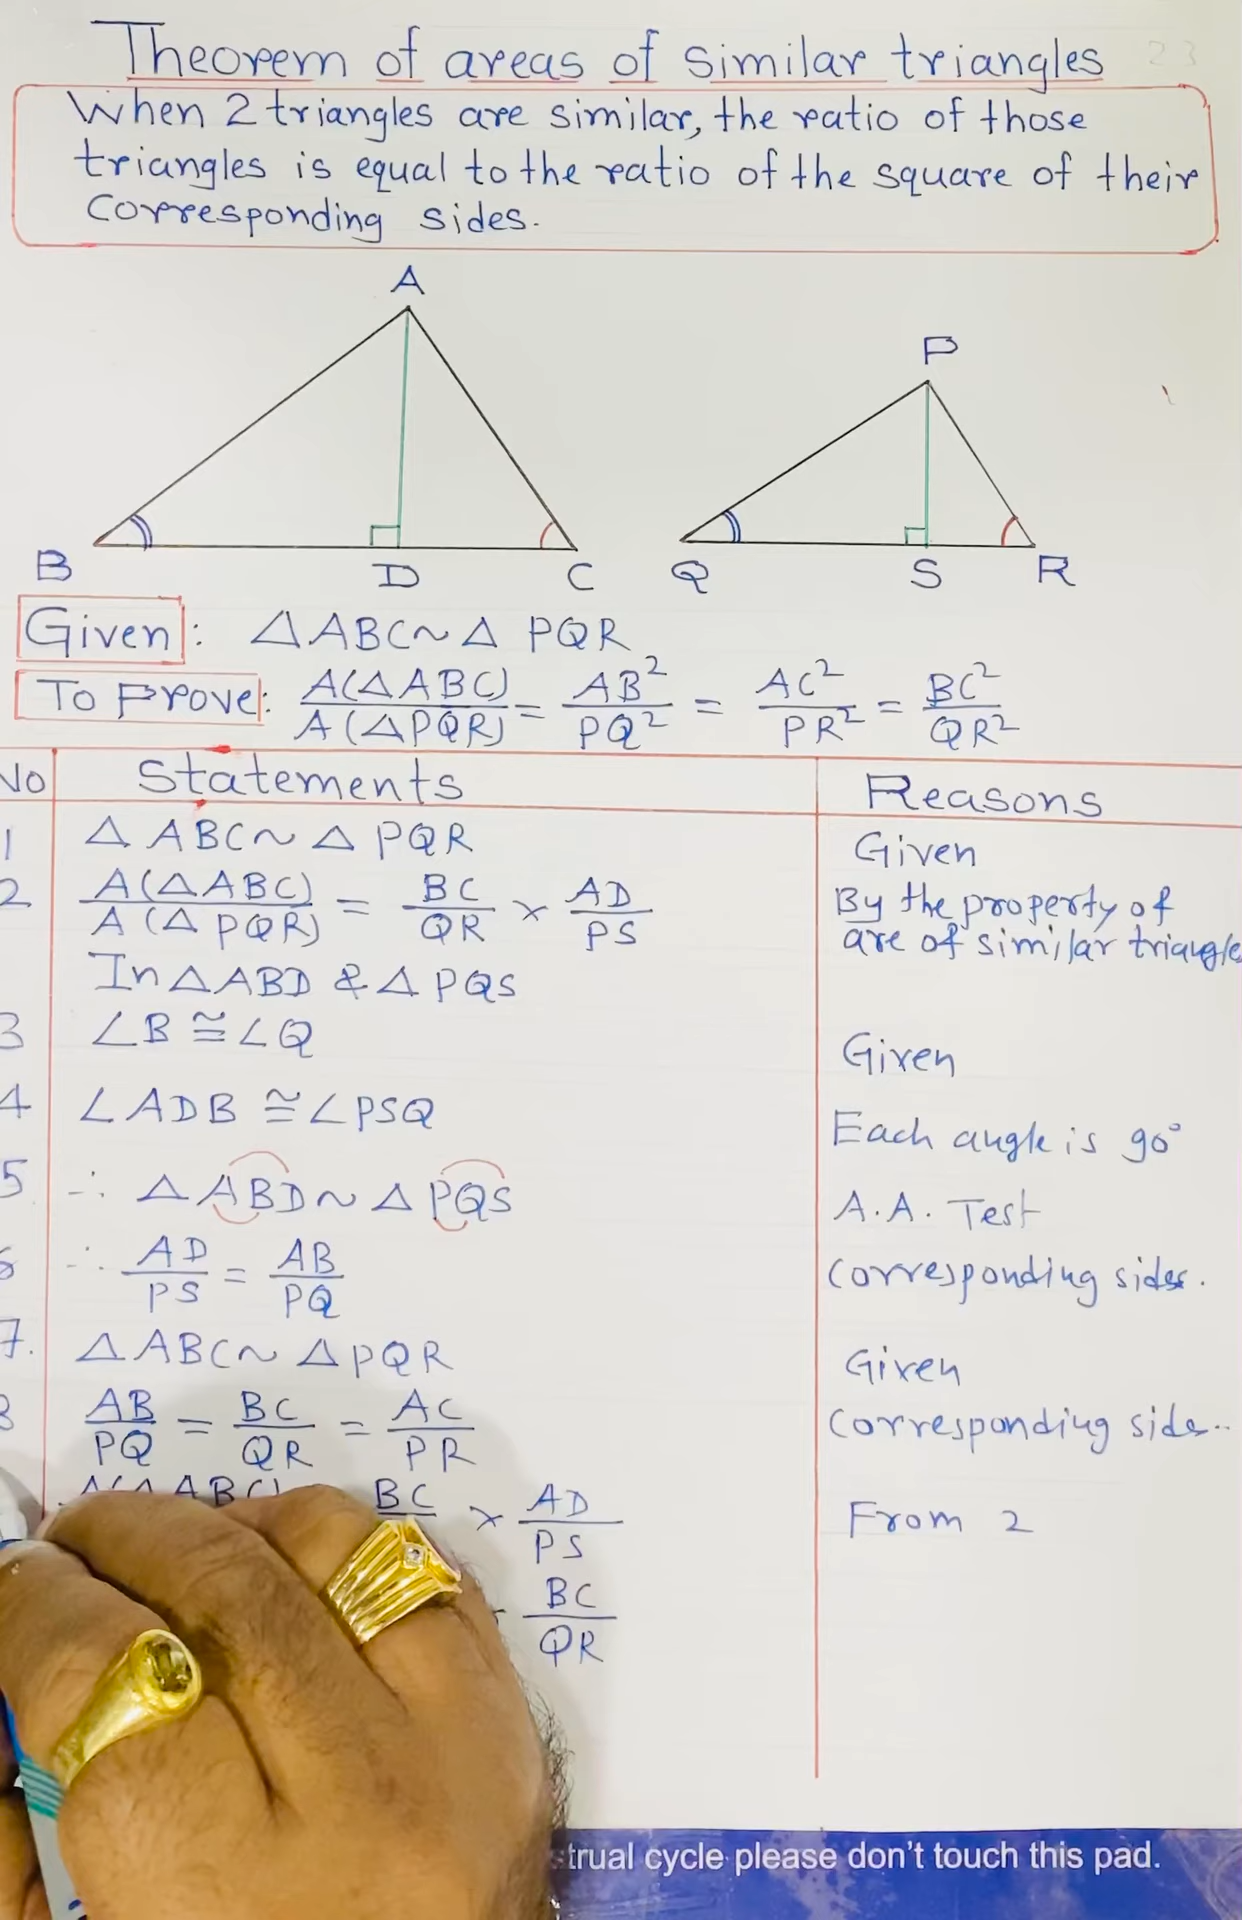 Theorem of areas of similar triangles
23
When 2 triangles are similar, the ratio of those
triangles is equal to the ratio of the square of their
Corresponding sides.
A
P
B
D
C
Q
S
R
Given : △ABC ~ △ PQR
To Prove : A(△ABC)/A(△PQR) = AB²/PQ² = AC²/PR² = BC²/QR²
No Statements Reasons
1 △ABC ~ △PQR Given
2 A(△ABC)/A(△PQR) = BC/QR × AD/PS By the property of
are of similar triangle
In △ABD & △PQS
3 ∠B ≅ ∠Q Given
4 ∠ADB ≅ ∠PSQ Each angle is 90°
5 ∴ △ABD ~ △PQS A.A. Test
6 ∴ AD/PS = AB/PQ Corresponding sides.
7. △ABC ~ △PQR Given
8 AB/PQ = BC/QR = AC/PR Corresponding side..
A(△ABC) BC × AD/PS From 2
BC/QR
cycle please don't touch this pad.